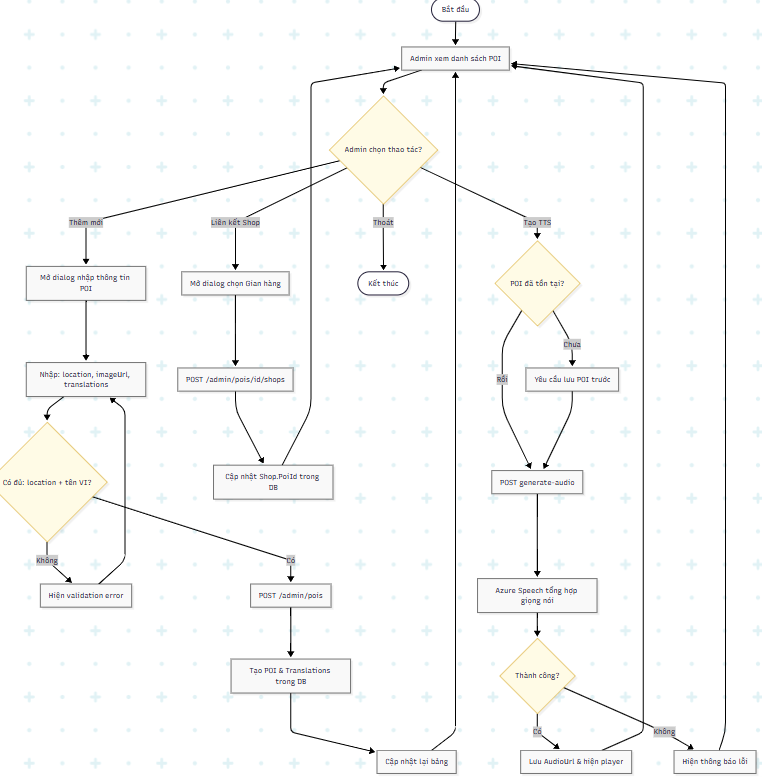 Bắt đầu
Admin xem danh sách POI
Admin chọn thao tác?
Thêm mới
Liên kết Shop
Thoát
Tạo TTS
Mở dialog nhập thông tin
POI
Mở dialog chọn Gian hàng
Kết thúc
POI đã tồn tại?
Chưa
Rồi
Nhập: location, imageUrl,
translations
POST /admin/pois/id/shops
Yêu cầu lưu POI trước
Có đủ: location + tên VI?
Cập nhật Shop.PoiId trong
DB
POST generate-audio
Không
Có
Hiện validation error
POST /admin/pois
Azure Speech tổng hợp
giọng nói
Tạo POI & Translations
trong DB
Thành công?
Có
Không
Cập nhật lại bảng
Lưu AudioUrl & hiện player
Hiện thông báo lỗi